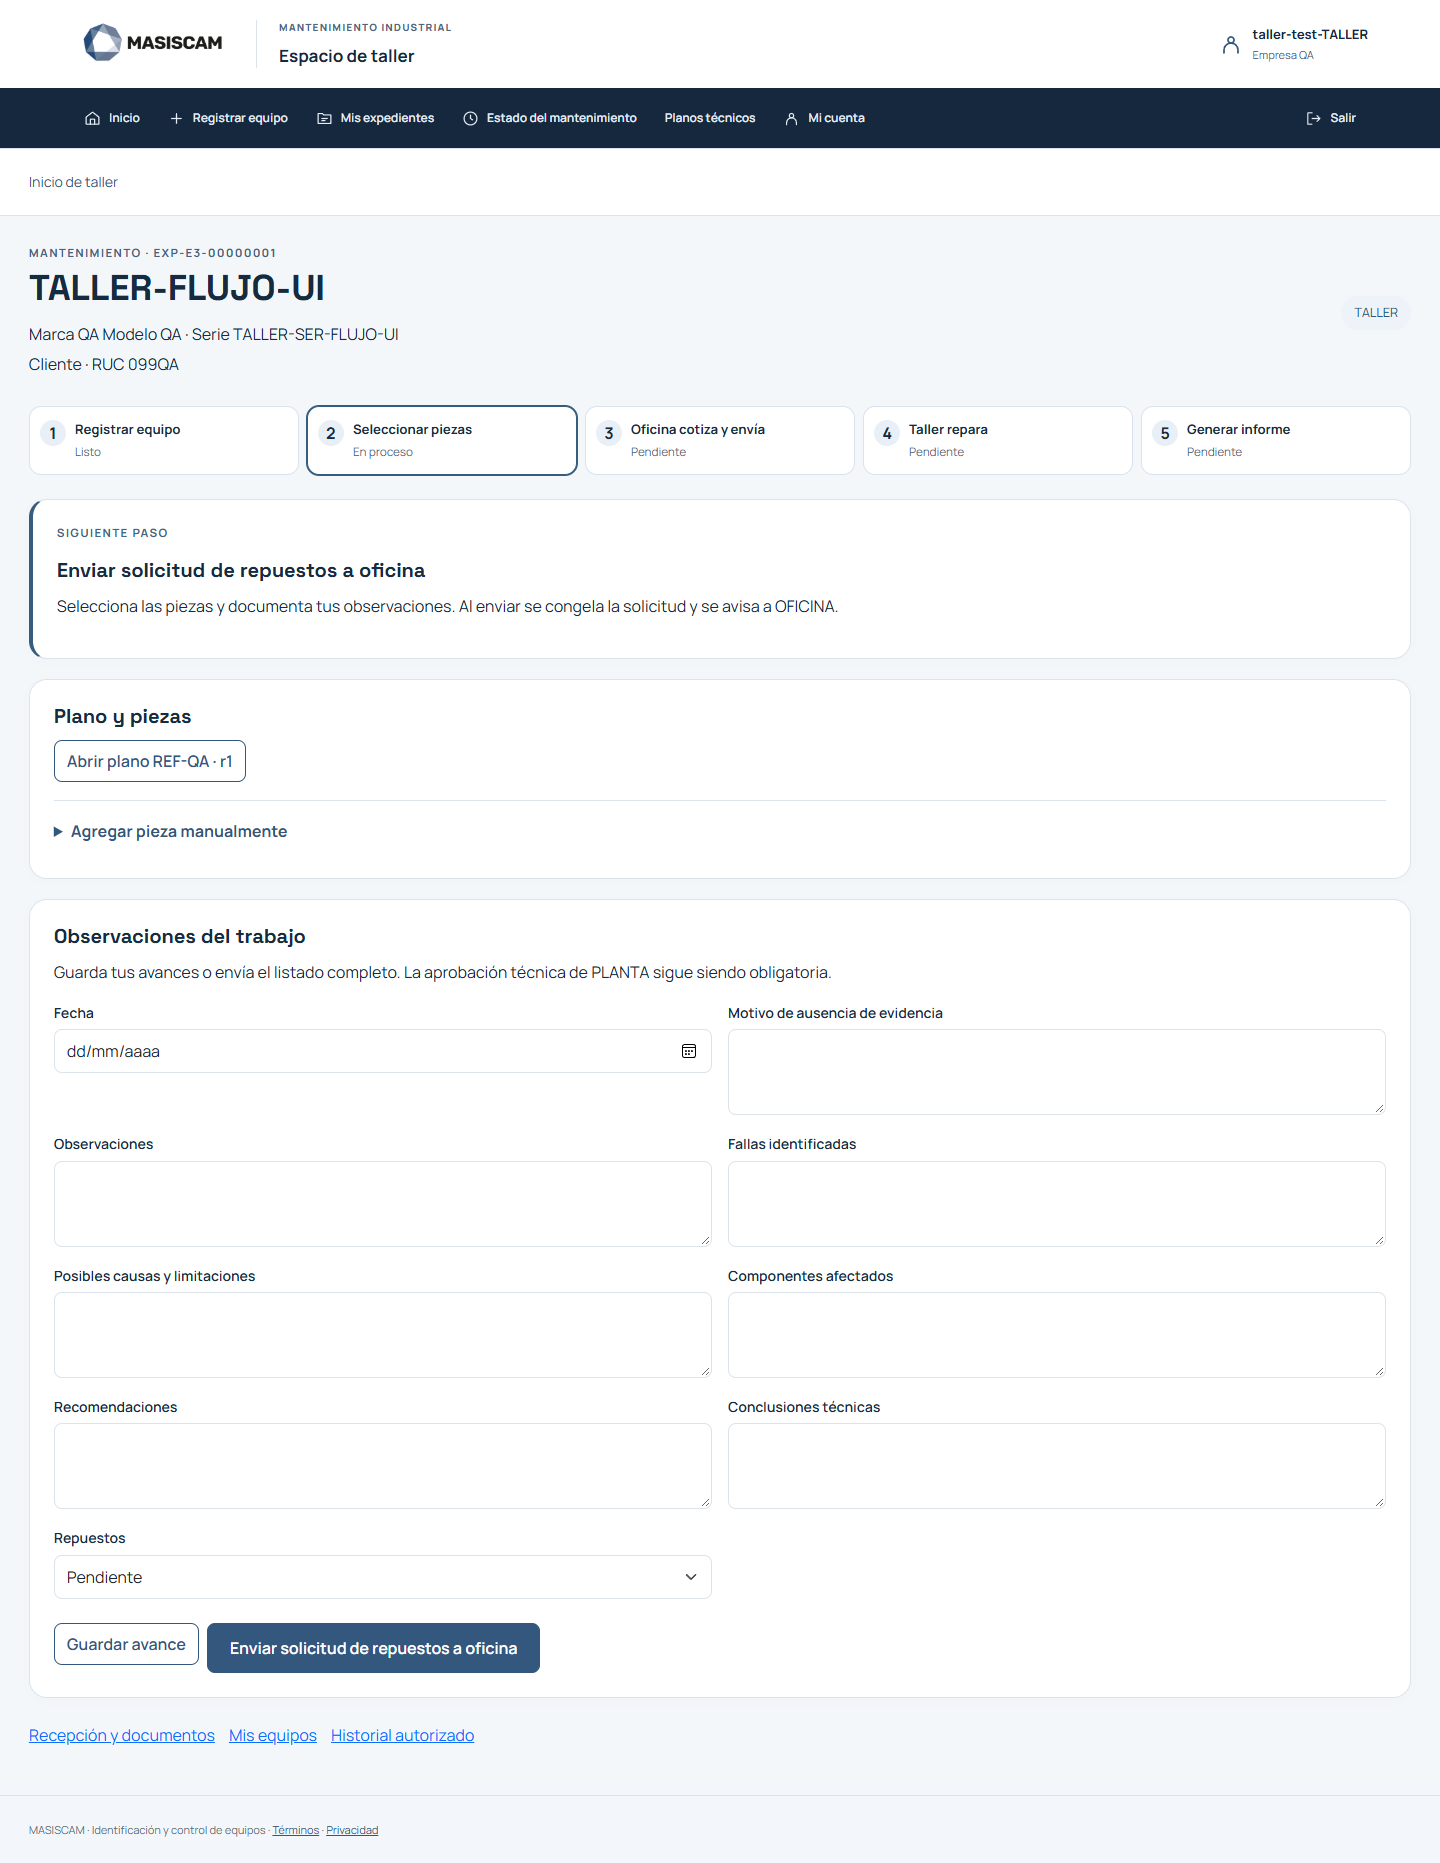 MASISCAM
MANTENIMIENTO INDUSTRIAL
Espacio de taller
taller-test-TALLER
Empresa QA
Inicio
Registrar equipo
Mis expedientes
Estado del mantenimiento
Planos técnicos
Mi cuenta
Salir
Inicio de taller
MANTENIMIENTO · EXP-E3-00000001
TALLER-FLUJO-UI
Marca QA Modelo QA · Serie TALLER-SER-FLUJO-UI
Cliente · RUC 099QA
TALLER
1 Registrar equipo
Listo
2 Seleccionar piezas
En proceso
3 Oficina cotiza y envía
Pendiente
4 Taller repara
Pendiente
5 Generar informe
Pendiente
SIGUIENTE PASO
Enviar solicitud de repuestos a oficina
Selecciona las piezas y documenta tus observaciones. Al enviar se congela la solicitud y se avisa a OFICINA.
Plano y piezas
Abrir plano REF-QA · r1
Agregar pieza manualmente
Observaciones del trabajo
Guarda tus avances o envía el listado completo. La aprobación técnica de PLANTA sigue siendo obligatoria.
Fecha
dd/mm/aaaa
Motivo de ausencia de evidencia
Observaciones
Fallas identificadas
Posibles causas y limitaciones
Componentes afectados
Recomendaciones
Conclusiones técnicas
Repuestos
Pendiente
Guardar avance
Enviar solicitud de repuestos a oficina
Recepción y documentos
Mis equipos
Historial autorizado
MASISCAM · Identificación y control de equipos · Términos · Privacidad